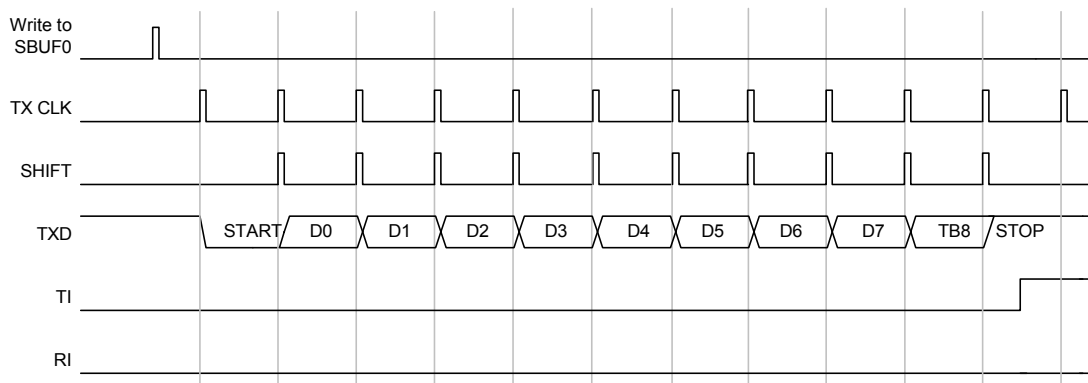 Write to
SBUF0
TX CLK
SHIFT
TXD
START
D0
D1
D2
D3
D4
D5
D6
D7
TB8
STOP
TI
RI